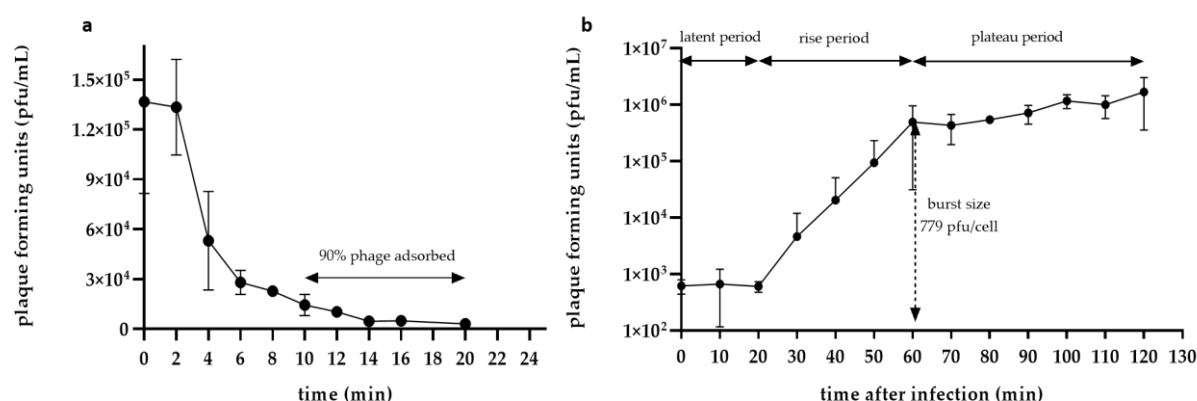 a
plaque forming units (pfu/mL)
1.5×10⁵
1.2×10⁵
9×10⁴
6×10⁴
3×10⁴
0
90% phage adsorbed
0 2 4 6 8 10 12 14 16 18 20 22 24
time (min)
b
plaque forming units (pfu/mL)
latent period rise period plateau period
1×10⁷
1×10⁶
1×10⁵
1×10⁴
1×10³
1×10²
burst size
779 pfu/cell
0 10 20 30 40 50 60 70 80 90 100 110 120 130
time after infection (min)